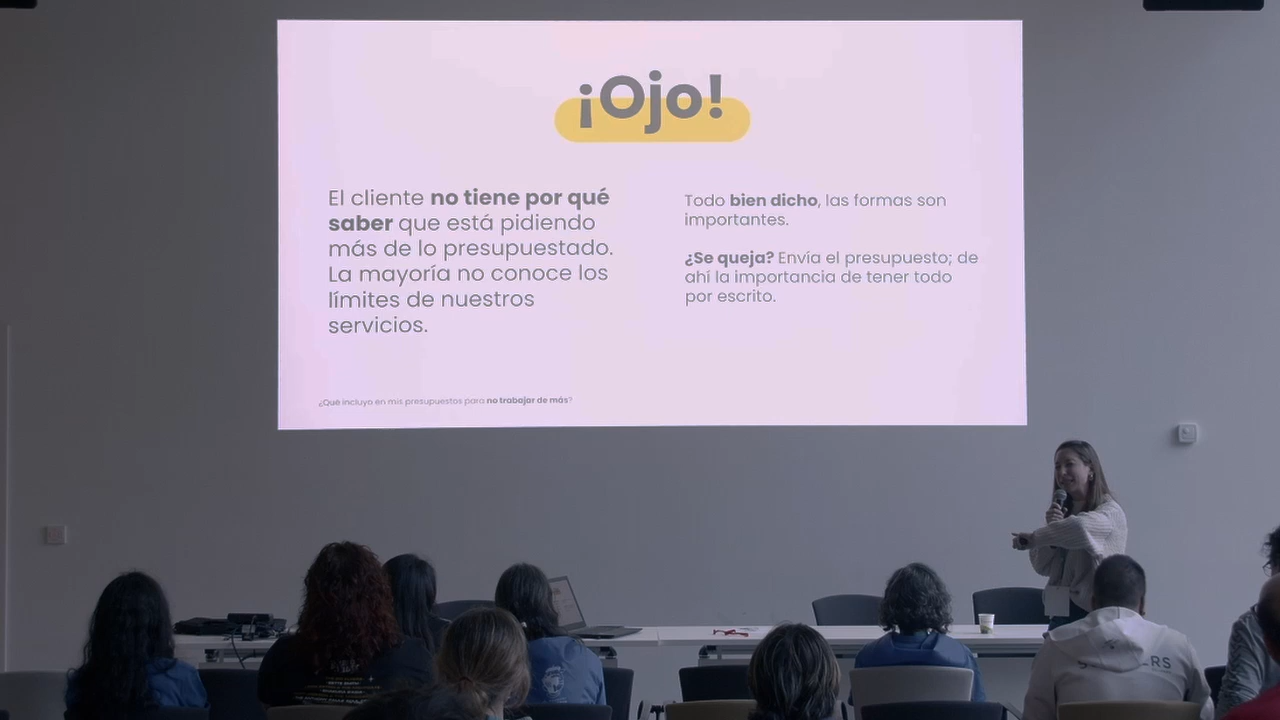 ¡Ojo!
El cliente no tiene por qué
saber que está pidiendo
más de lo presupuestado.
La mayoría no conoce los
límites de nuestros
servicios.
Todo bien dicho, las formas son
importantes.
¿Se queja? Envía el presupuesto; de
ahí la importancia de tener todo
por escrito.
¿Qué incluyo en mis presupuestos para no trabajar de más?